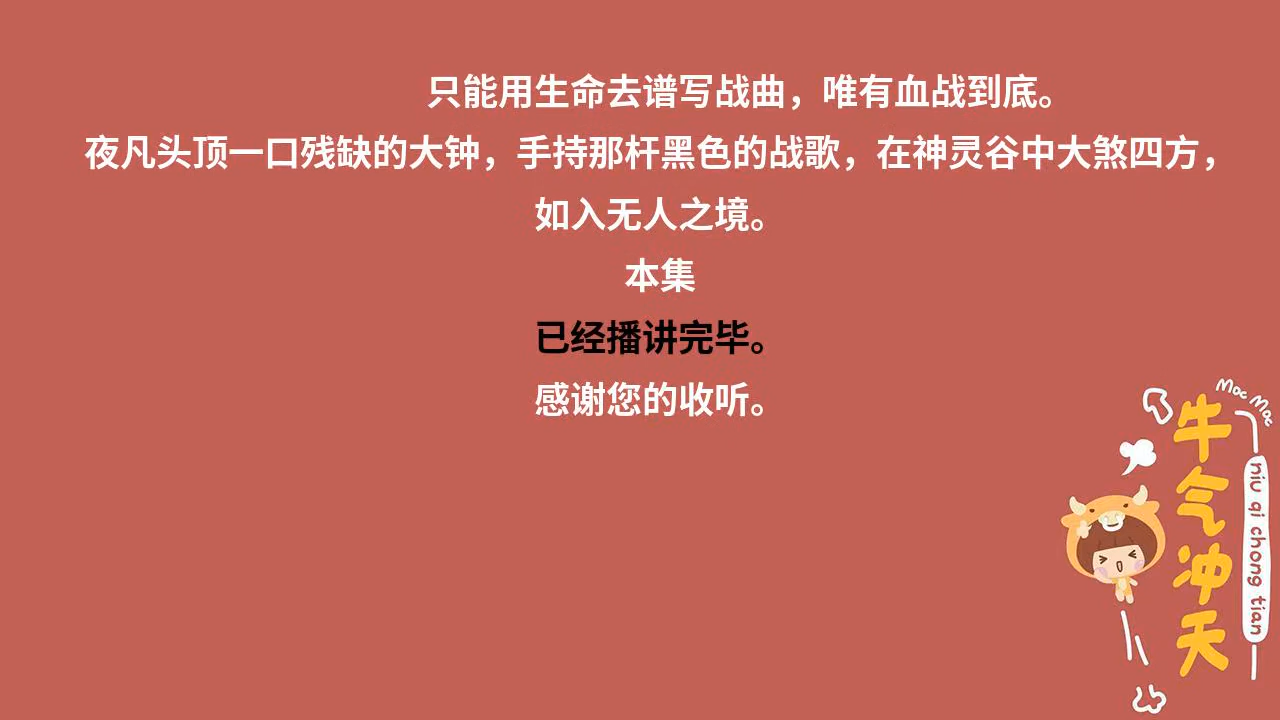 只能用生命去谱写战曲，唯有血战到底。
夜凡头顶一口残缺的大钟，手持那杆黑色的战歌，在神灵谷中大煞四方，
如入无人之境。
本集
已经播讲完毕。
感谢您的收听。
Moc Moc
牛气冲天
niu qi chong tian